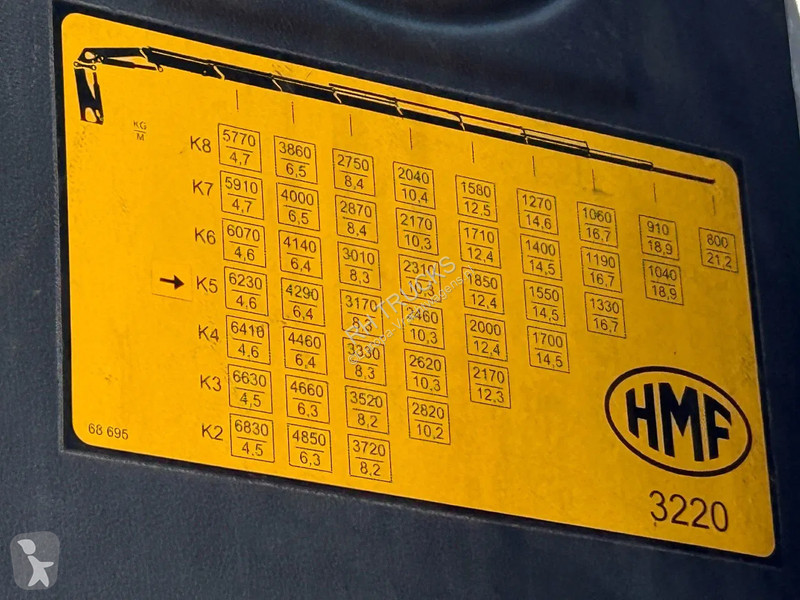 KG
M
K8 5770 3860 2750 2040 1580 1270 1060 910 800
4,7 6,5 8,4 10,4 12,5 14,6 16,7 18,9 21,2
K7 5910 4000 2870 2170 1710 1400 1190 1040
4,7 6,5 8,4 10,3 12,4 14,5 16,7 18,9
K6 6070 4140 3010 2310 1850 1550 1330
4,6 6,4 8,3 12,4 14,5 16,7
K5 6230 4290 3170 2460 2000 1700
4,6 6,4 10,3 12,4 14,5
K4 6410 4460 3330 2620 2170
4,6 6,4 8,3 10,3 12,3
K3 6630 4660 3520 2820
4,5 6,3 8,2 10,2
K2 6830 4850 3720
4,5 6,3 8,2
68 695
HMF
3220
PH TRUCKS